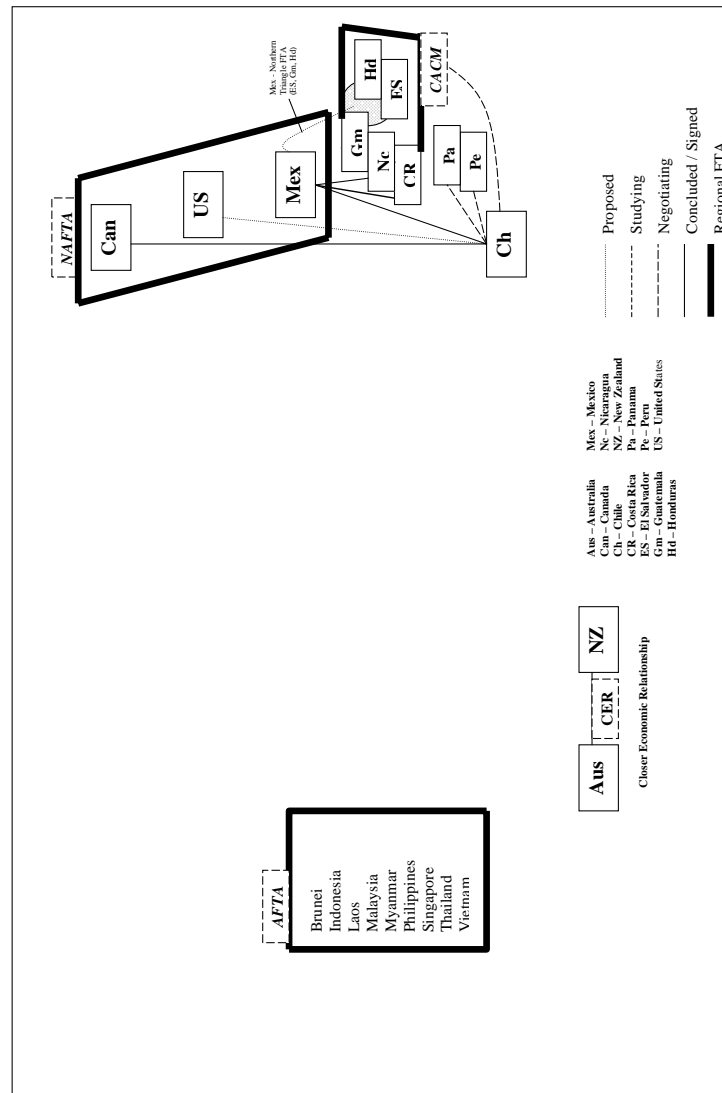 NAFTA
Can
US
Mex
Mex - Northern
Triangle FTA
(ES, Gm, Hd)
Gm
Hd
ES
Nc
CR
CACM
Pa
Pe
Ch
AFTA
Brunei
Indonesia
Laos
Malaysia
Myanmar
Philippines
Singapore
Thailand
Vietnam
Aus
CER
NZ
Closer Economic Relationship
Aus – Australia
Can – Canada
Ch – Chile
CR – Costa Rica
ES – El Salvador
Gm – Guatemala
Hd – Honduras
Mex – Mexico
Nc – Nicaragua
NZ – New Zealand
Pa – Panama
Pe – Peru
US – United States
Proposed
Studying
Negotiating
Concluded / Signed
Regional FTA